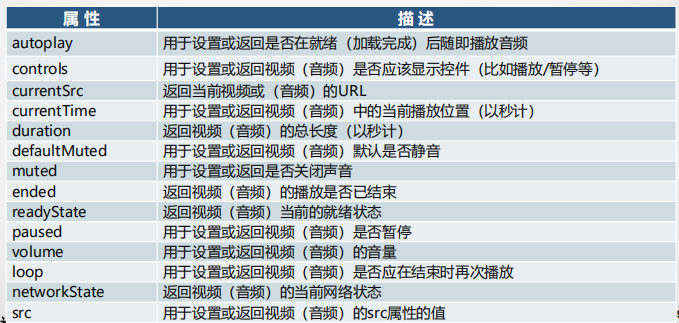 属 性 描 述
autoplay 用于设置或返回是否在就绪（加载完成）后随即播放音频
controls 用于设置或返回视频（音频）是否应该显示控件（比如播放/暂停等）
currentSrc 返回当前视频或（音频）的URL
currentTime 用于设置或返回视频（音频）中的当前播放位置（以秒计）
duration 返回视频（音频）的总长度（以秒计）
defaultMuted 用于设置或返回视频（音频）默认是否静音
muted 用于设置或返回是否关闭声音
ended 返回视频（音频）的播放是否已结束
readyState 返回视频（音频）当前的就绪状态
paused 用于设置或返回视频（音频）是否暂停
volume 用于设置或返回视频（音频）的音量
loop 用于设置或返回视频（音频）是否应在结束时再次播放
networkState 返回视频（音频）的当前网络状态
src 用于设置或返回视频（音频）的src属性的值